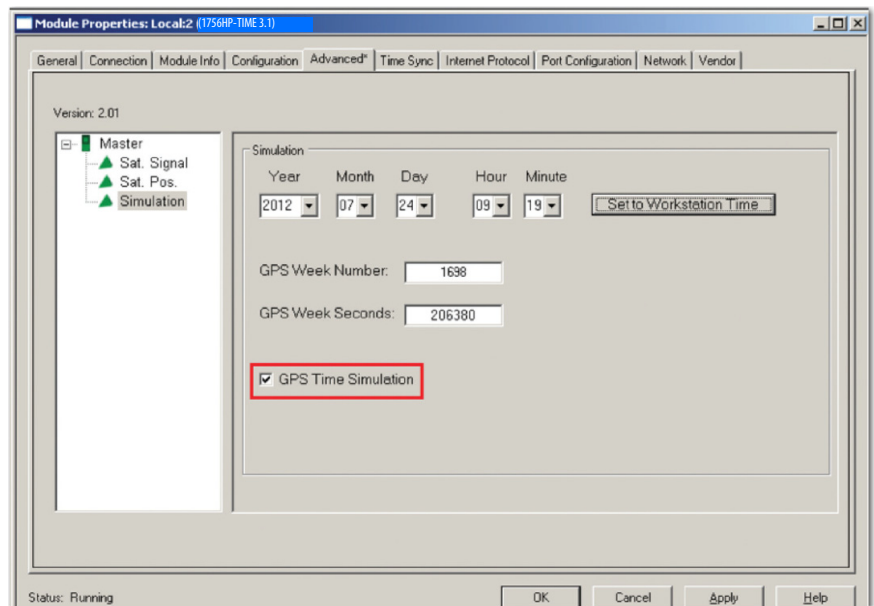 Module Properties: Local:2 ((1756HP-TIME 3.1)
General Connection Module Info Configuration Advanced* Time Sync Internet Protocol Port Configuration Network Vendor
Version: 2.01
Master
Sat. Signal
Sat. Pos.
Simulation
Simulation
Year Month Day Hour Minute
2012 07 24 09 19 Set to Workstation Time
GPS Week Number: 1698
GPS Week Seconds: 206380
GPS Time Simulation
Status: Running OK Cancel Apply Help